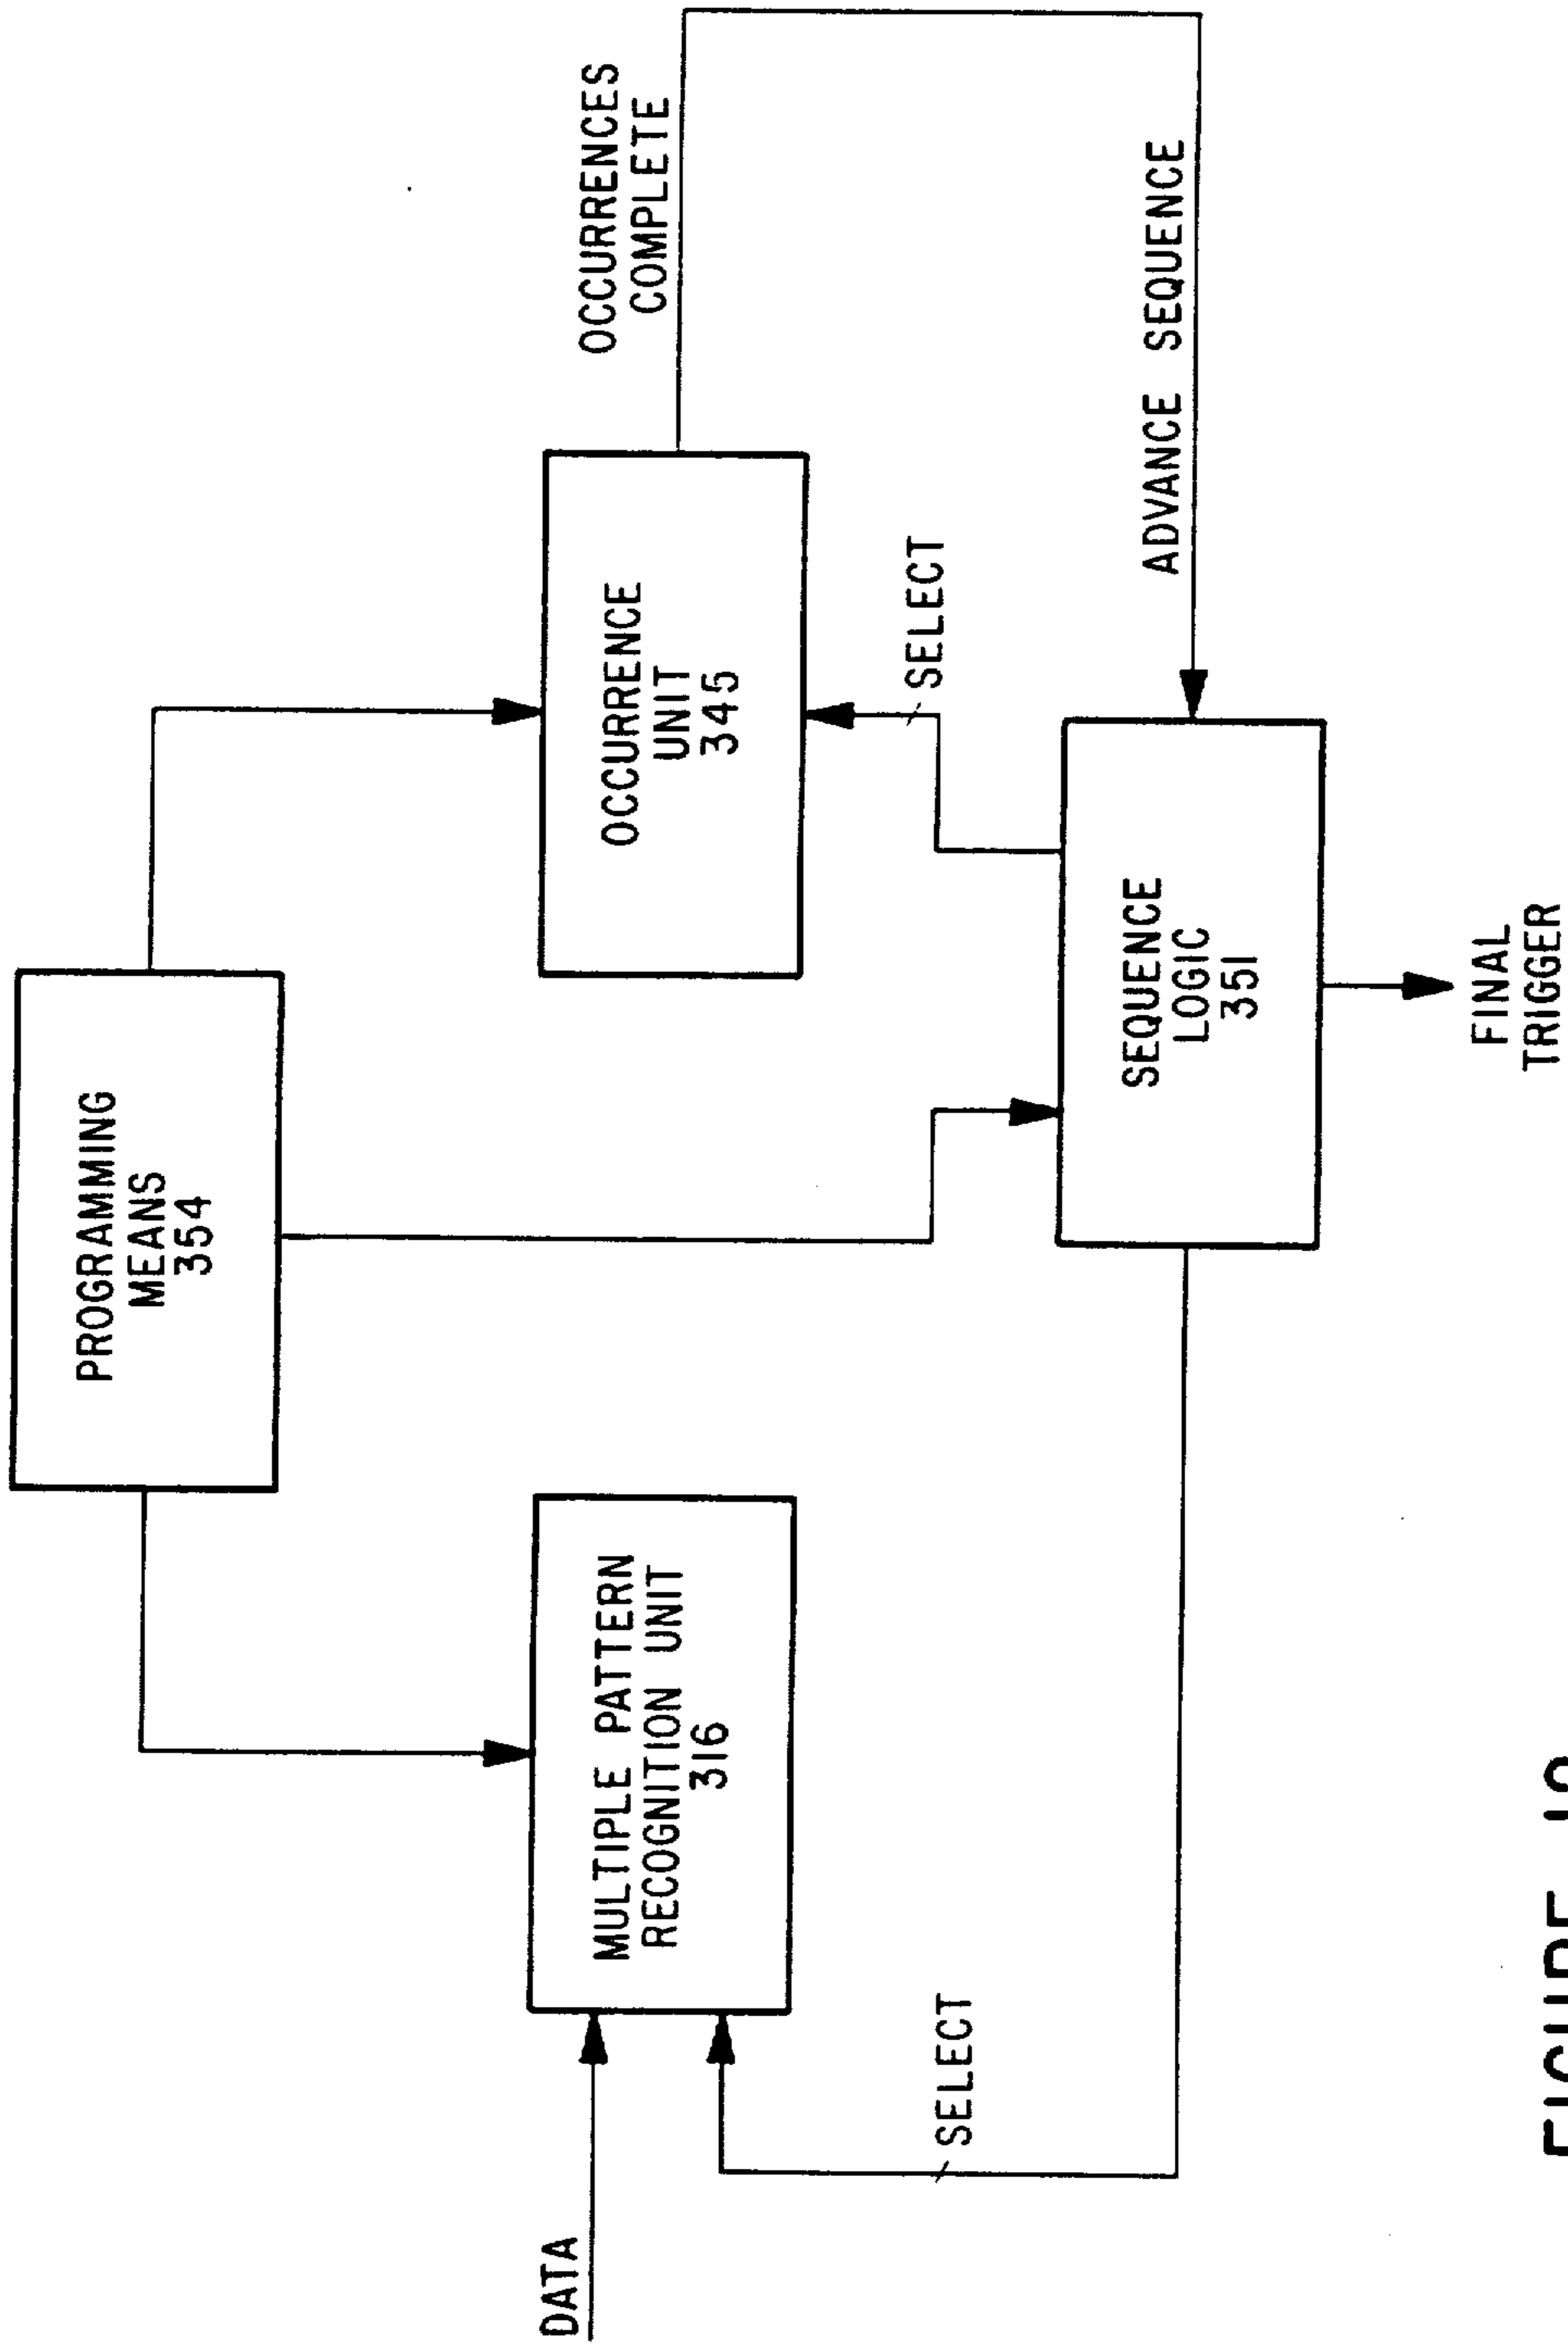 PROGRAMMING
MEANS
354
DATA
MULTIPLE PATTERN
RECOGNITION UNIT
316
OCCURRENCE
UNIT
345
OCCURRENCES
COMPLETE
SELECT
SELECT
SEQUENCE
LOGIC
351
ADVANCE SEQUENCE
FINAL
TRIGGER
FIGURE